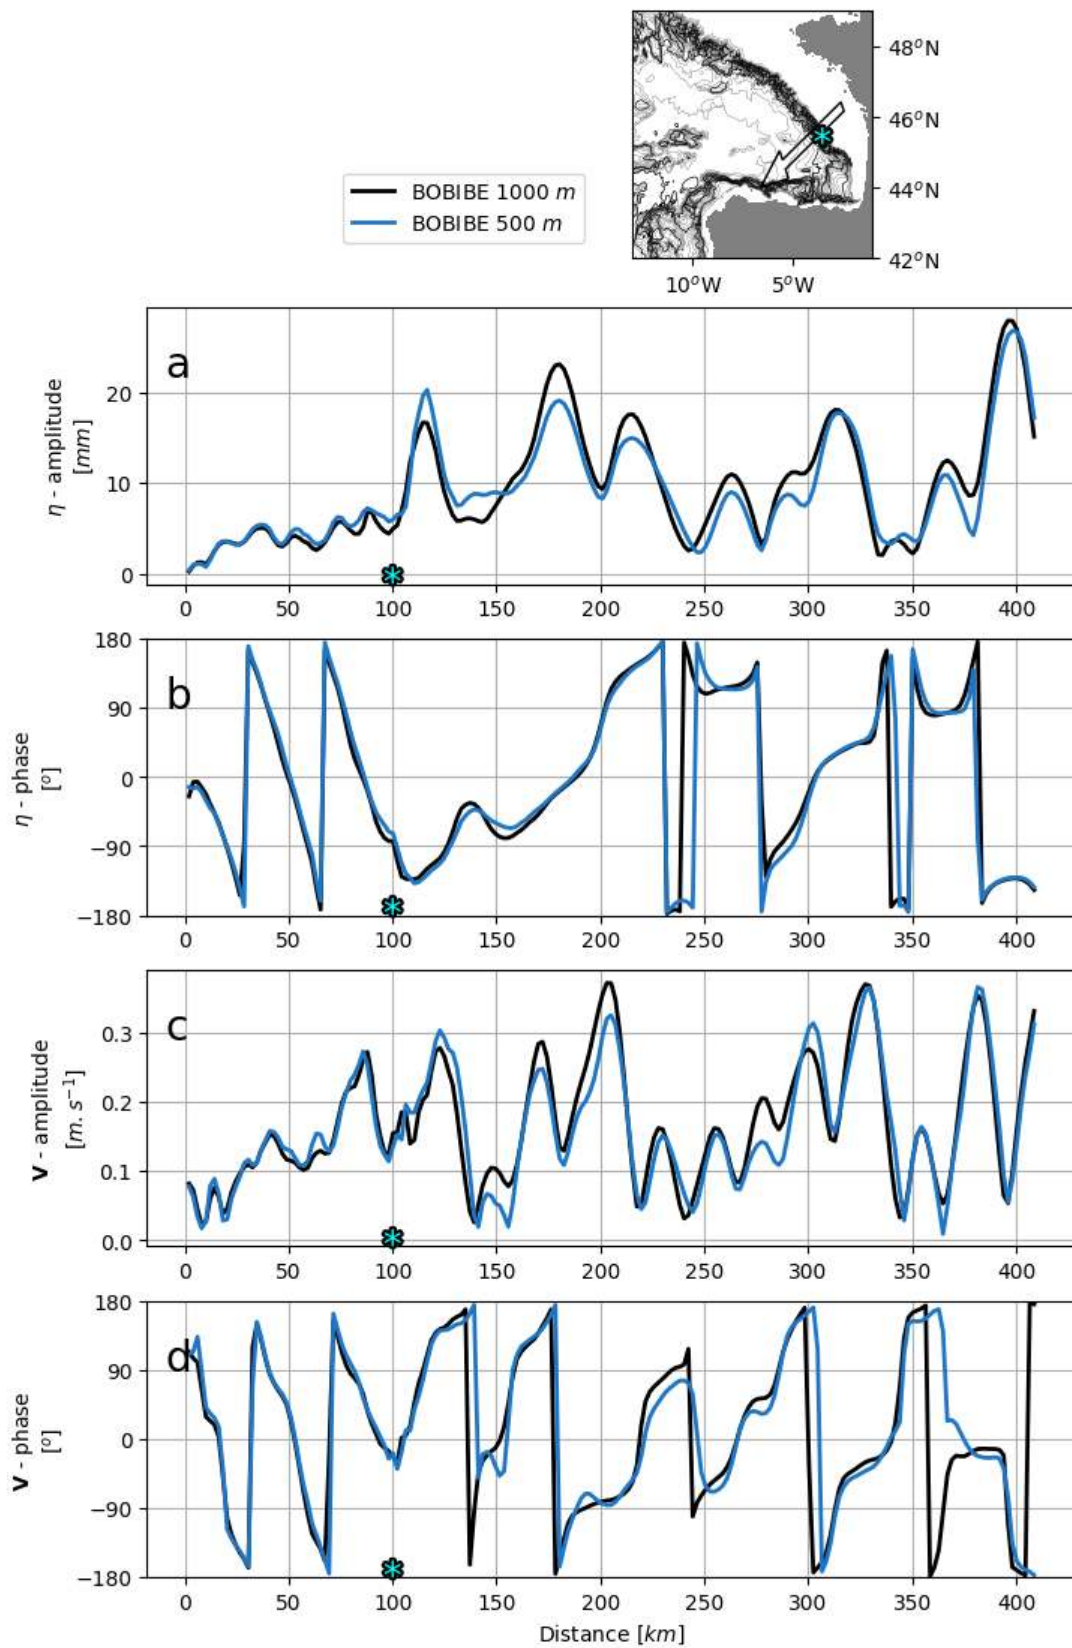 48°N
46°N
44°N
42°N
10°W 5°W
BOBIBE 1000 m
BOBIBE 500 m
a
η - amplitude
[mm]
20
10
0
0 50 100 150 200 250 300 350 400
b
η - phase
[°]
180
90
0
−90
−180
0 50 100 150 200 250 300 350 400
c
v - amplitude
[m. s⁻¹]
0.3
0.2
0.1
0.0
0 50 100 150 200 250 300 350 400
d
v - phase
[°]
180
90
0
−90
−180
0 50 100 150 200 250 300 350 400
Distance [km]